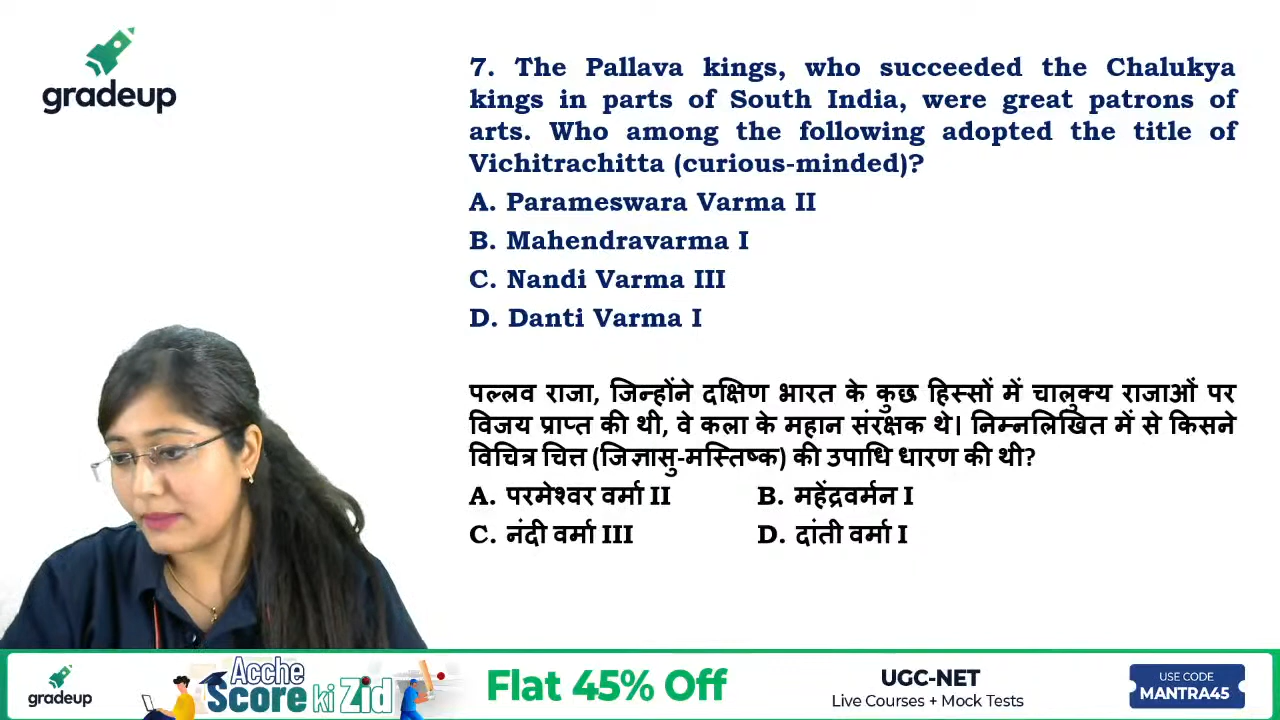 gradeup
7. The Pallava kings, who succeeded the Chalukya
kings in parts of South India, were great patrons of
arts. Who among the following adopted the title of
Vichitrachitta (curious-minded)?
A. Parameswara Varma II
B. Mahendravarma I
C. Nandi Varma III
D. Danti Varma I
पल्लव राजा, जिन्होंने दक्षिण भारत के कुछ हिस्सों में चालुक्य राजाओं पर
विजय प्राप्त की थी, वे कला के महान संरक्षक थे। निम्नलिखित में से किसने
विचित्र चित्त (जिज्ञासु-मस्तिष्क) की उपाधि धारण की थी?
A. परमेश्वर वर्मा II B. महेंद्रवर्मन I
C. नंदी वर्मा III D. दांती वर्मा I
gradeup
Acche
Score ki Zid
Flat 45% Off
UGC-NET
Live Courses + Mock Tests
USE CODE
MANTRA45